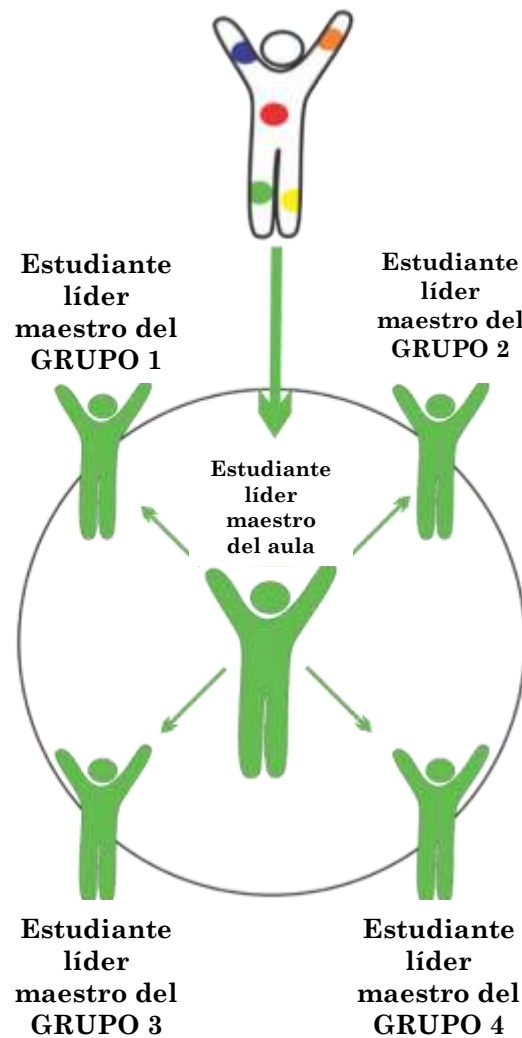 Estudiante
líder
maestro del
GRUPO 1
Estudiante
líder
maestro del
GRUPO 2
Estudiante
líder
maestro
del aula
Estudiante
líder
maestro del
GRUPO 3
Estudiante
líder
maestro del
GRUPO 4